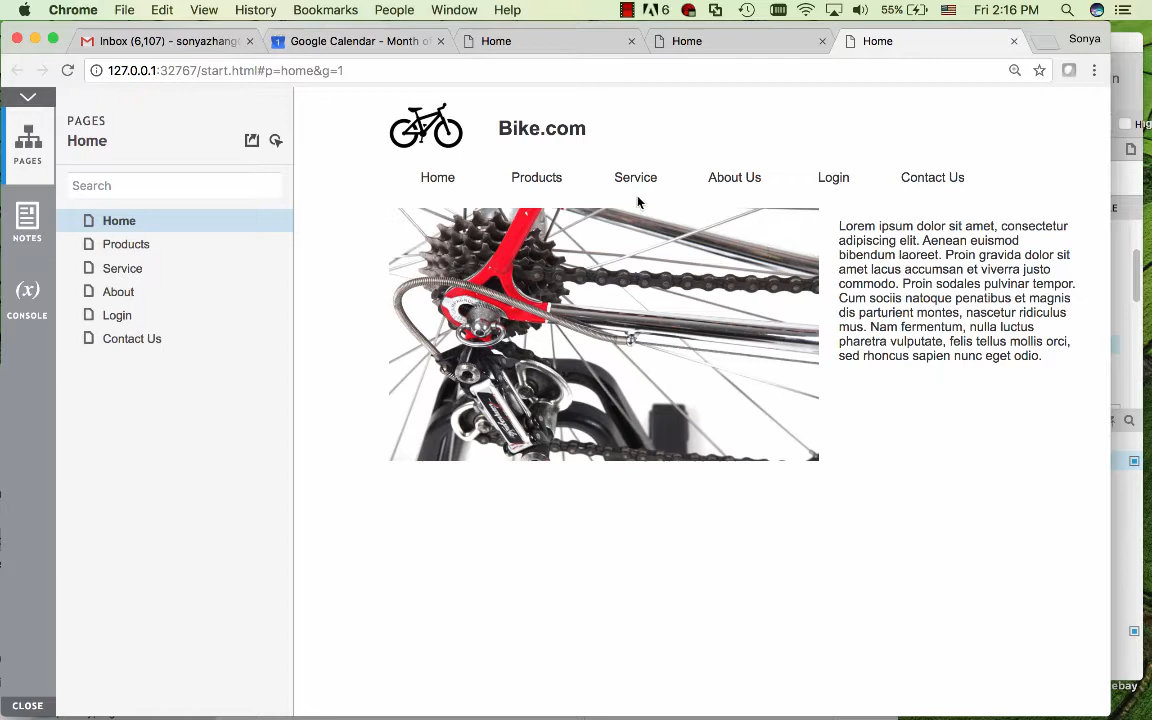 Chrome File Edit View History Bookmarks People Window Help 6 55% Fri 2:16 PM
Inbox (6,107) - sonyazhang
Google Calendar - Month of
Home
Home
Home
Sonya
127.0.0.1:32767/start.html#p=home&g=1
PAGES
NOTES
(x)
CONSOLE
CLOSE
PAGES
Home
Search
Home
Products
Service
About
Login
Contact Us
Bike.com
Home Products Service About Us Login Contact Us
Lorem ipsum dolor sit amet, consectetur
adipiscing elit. Aenean euismod
bibendum laoreet. Proin gravida dolor sit
amet lacus accumsan et viverra justo
commodo. Proin sodales pulvinar tempor.
Cum sociis natoque penatibus et magnis
dis parturient montes, nascetur ridiculus
mus. Nam fermentum, nulla luctus
pharetra vulputate, felis tellus mollis orci,
sed rhoncus sapien nunc eget odio.
ebay